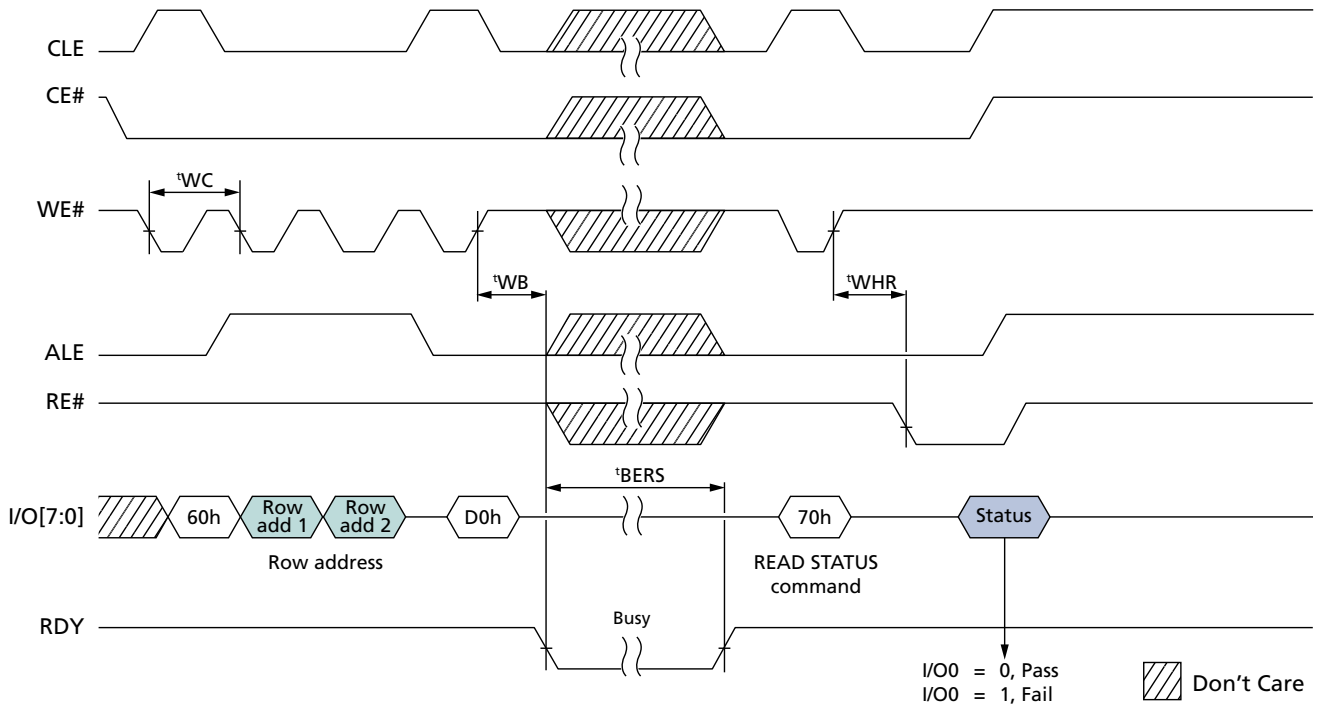 CLE
CE#
tWC
WE#
tWB
tWHR
ALE
RE#
tBERS
I/O[7:0]
60h
Row
add 1
Row
add 2
D0h
70h
Status
Row address
READ STATUS
command
RDY
Busy
I/O0 = 0, Pass
I/O0 = 1, Fail
Don't Care